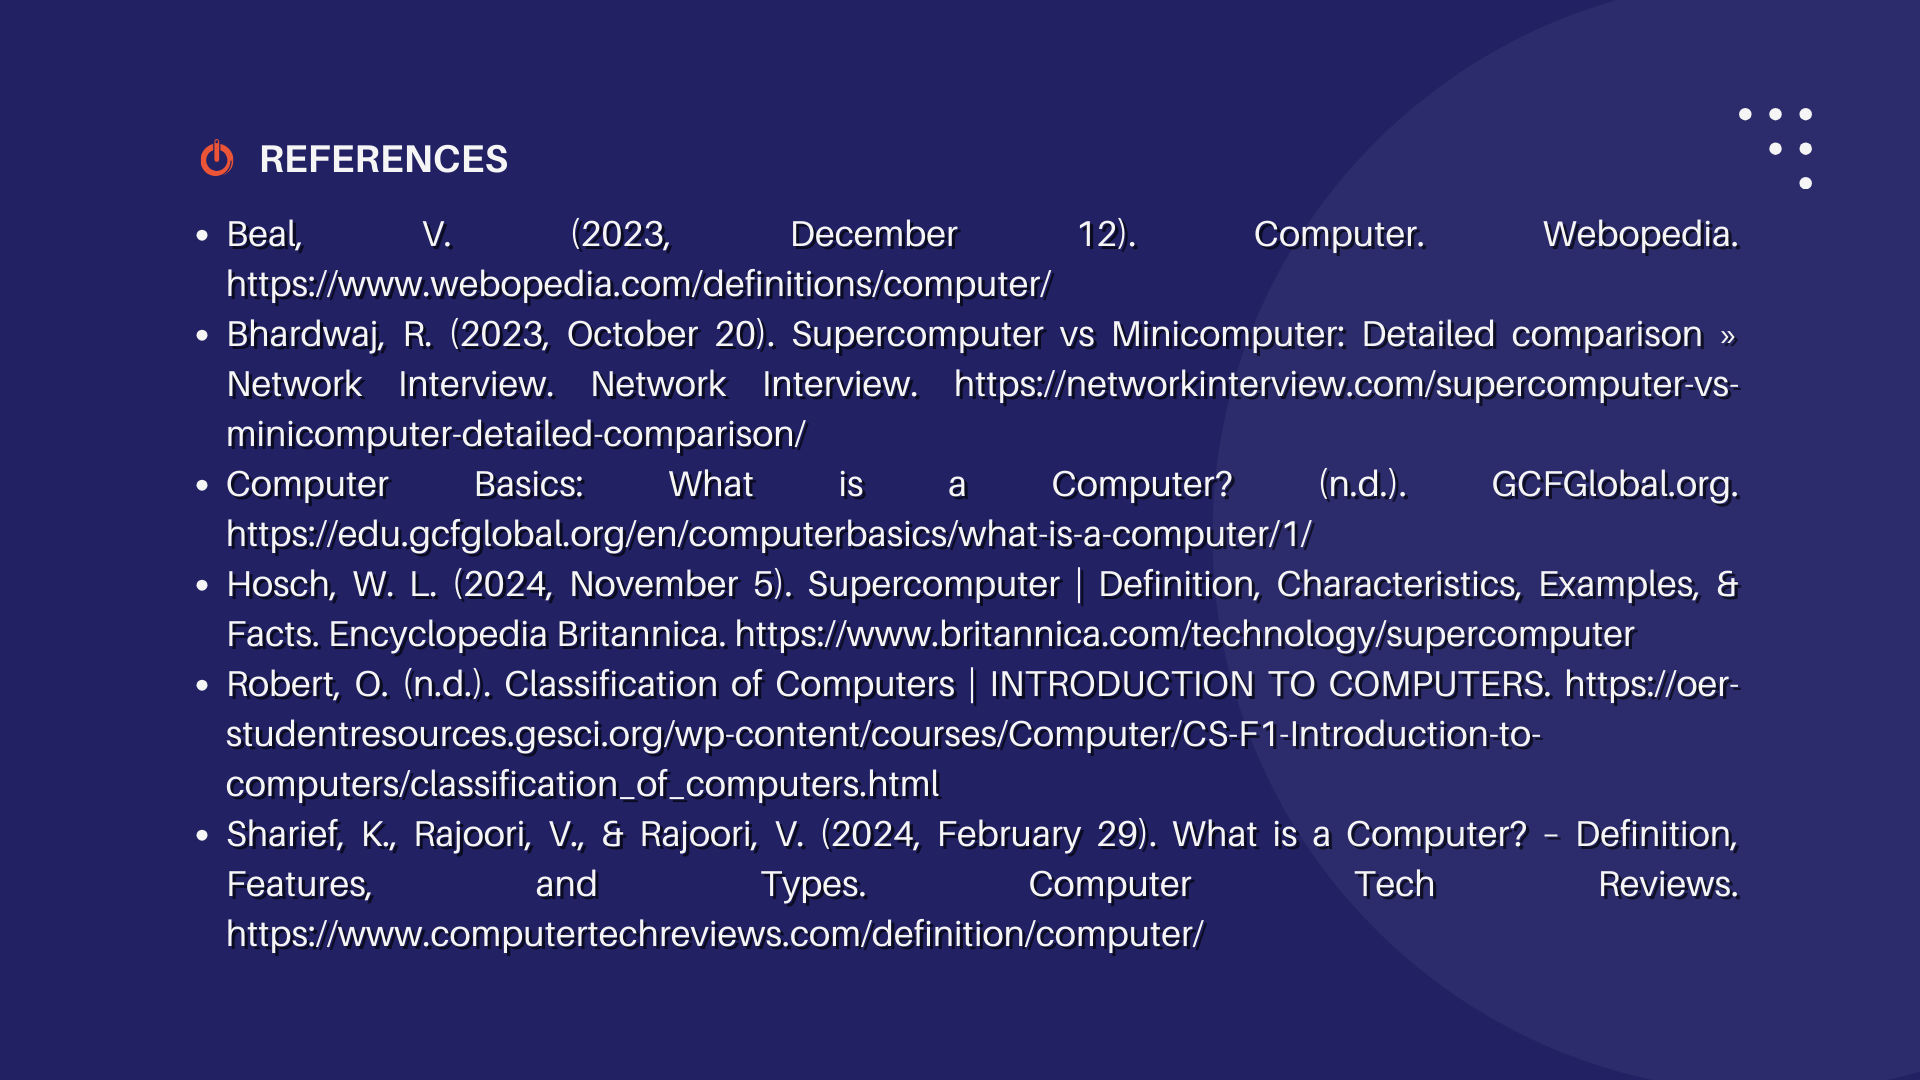 REFERENCES
• Beal, V. (2023, December 12). Computer. Webopedia.
https://www.webopedia.com/definitions/computer/
• Bhardwaj, R. (2023, October 20). Supercomputer vs Minicomputer: Detailed comparison »
Network Interview. Network Interview. https://networkinterview.com/supercomputer-vs-
minicomputer-detailed-comparison/
• Computer Basics: What is a Computer? (n.d.). GCFGlobal.org.
https://edu.gcfglobal.org/en/computerbasics/what-is-a-computer/1/
• Hosch, W. L. (2024, November 5). Supercomputer | Definition, Characteristics, Examples, &
Facts. Encyclopedia Britannica. https://www.britannica.com/technology/supercomputer
• Robert, O. (n.d.). Classification of Computers | INTRODUCTION TO COMPUTERS. https://oer-
studentresources.gesci.org/wp-content/courses/Computer/CS-F1-Introduction-to-
computers/classification_of_computers.html
• Sharief, K., Rajoori, V., & Rajoori, V. (2024, February 29). What is a Computer? – Definition,
Features, and Types. Computer Tech Reviews.
https://www.computertechreviews.com/definition/computer/